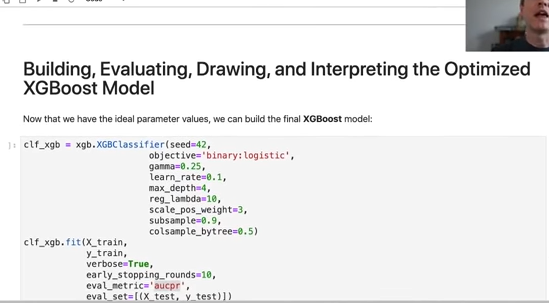 Building, Evaluating, Drawing, and Interpreting the Optimized
XGBoost Model
Now that we have the ideal parameter values, we can build the final XGBoost model:
clf_xgb = xgb.XGBClassifier(seed=42,
objective='binary:logistic',
gamma=0.25,
learn_rate=0.1,
max_depth=4,
reg_lambda=10,
scale_pos_weight=3,
subsample=0.9,
colsample_bytree=0.5)
clf_xgb.fit(X_train,
y_train,
verbose=True,
early_stopping_rounds=10,
eval_metric='aucpr',
eval_set=[(X_test, y_test)])